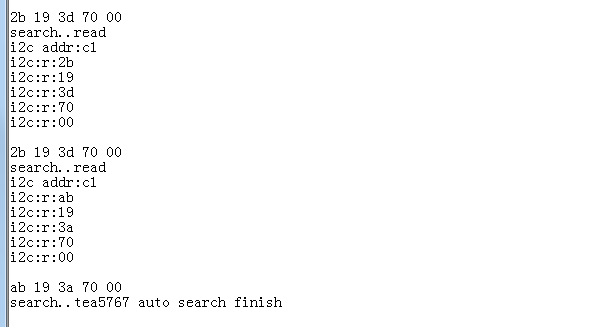 2b 19 3d 70 00
search..read
i2c addr:c1
i2c:r:2b
i2c:r:19
i2c:r:3d
i2c:r:70
i2c:r:00
2b 19 3d 70 00
search..read
i2c addr:c1
i2c:r:ab
i2c:r:19
i2c:r:3a
i2c:r:70
i2c:r:00
ab 19 3a 70 00
search..tea5767 auto search finish